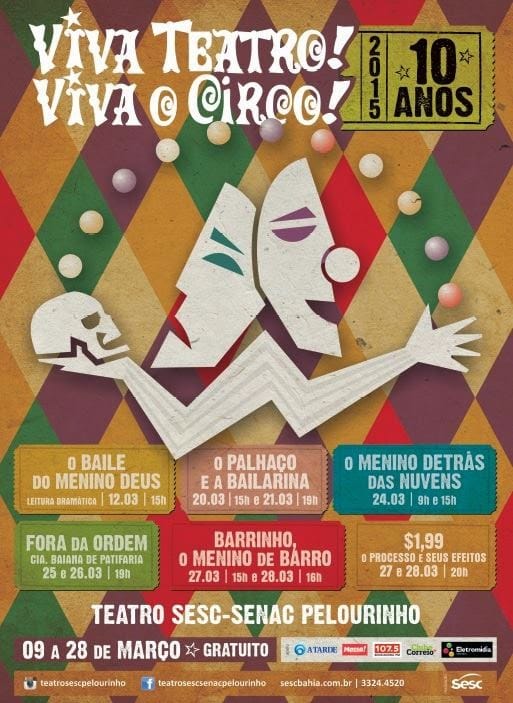 VIVA TEATRO!
VIVA O CIRCO!
2015
10
ANOS
O BAILE
DO MENINO DEUS
LEITURA DRAMÁTICA | 12.03 | 15h
O PALHAÇO
E A BAILARINA
20.03 | 15h e 21.03 | 19h
O MENINO DETRÁS
DAS NUVENS
24.03 | 9h e 15h
FORA DA ORDEM
CIA. BAIANA DE PATIFARIA
25 e 26.03 | 19h
BARRINHO,
O MENINO DE BARRO
27.03 | 15h e 28.03 | 16h
$1,99
O PROCESSO E SEUS EFEITOS
27 e 28.03 | 20h
TEATRO SESC-SENAC PELOURINHO
09 A 28 DE MARÇO ☆ GRATUITO
A TARDE
Massa!
107.5
Clube
Correio
Eletromidia
teatrosescpelourinho
teatrosescsenacpelourinho
sescbahia.com.br | 3324.4520
Sesc